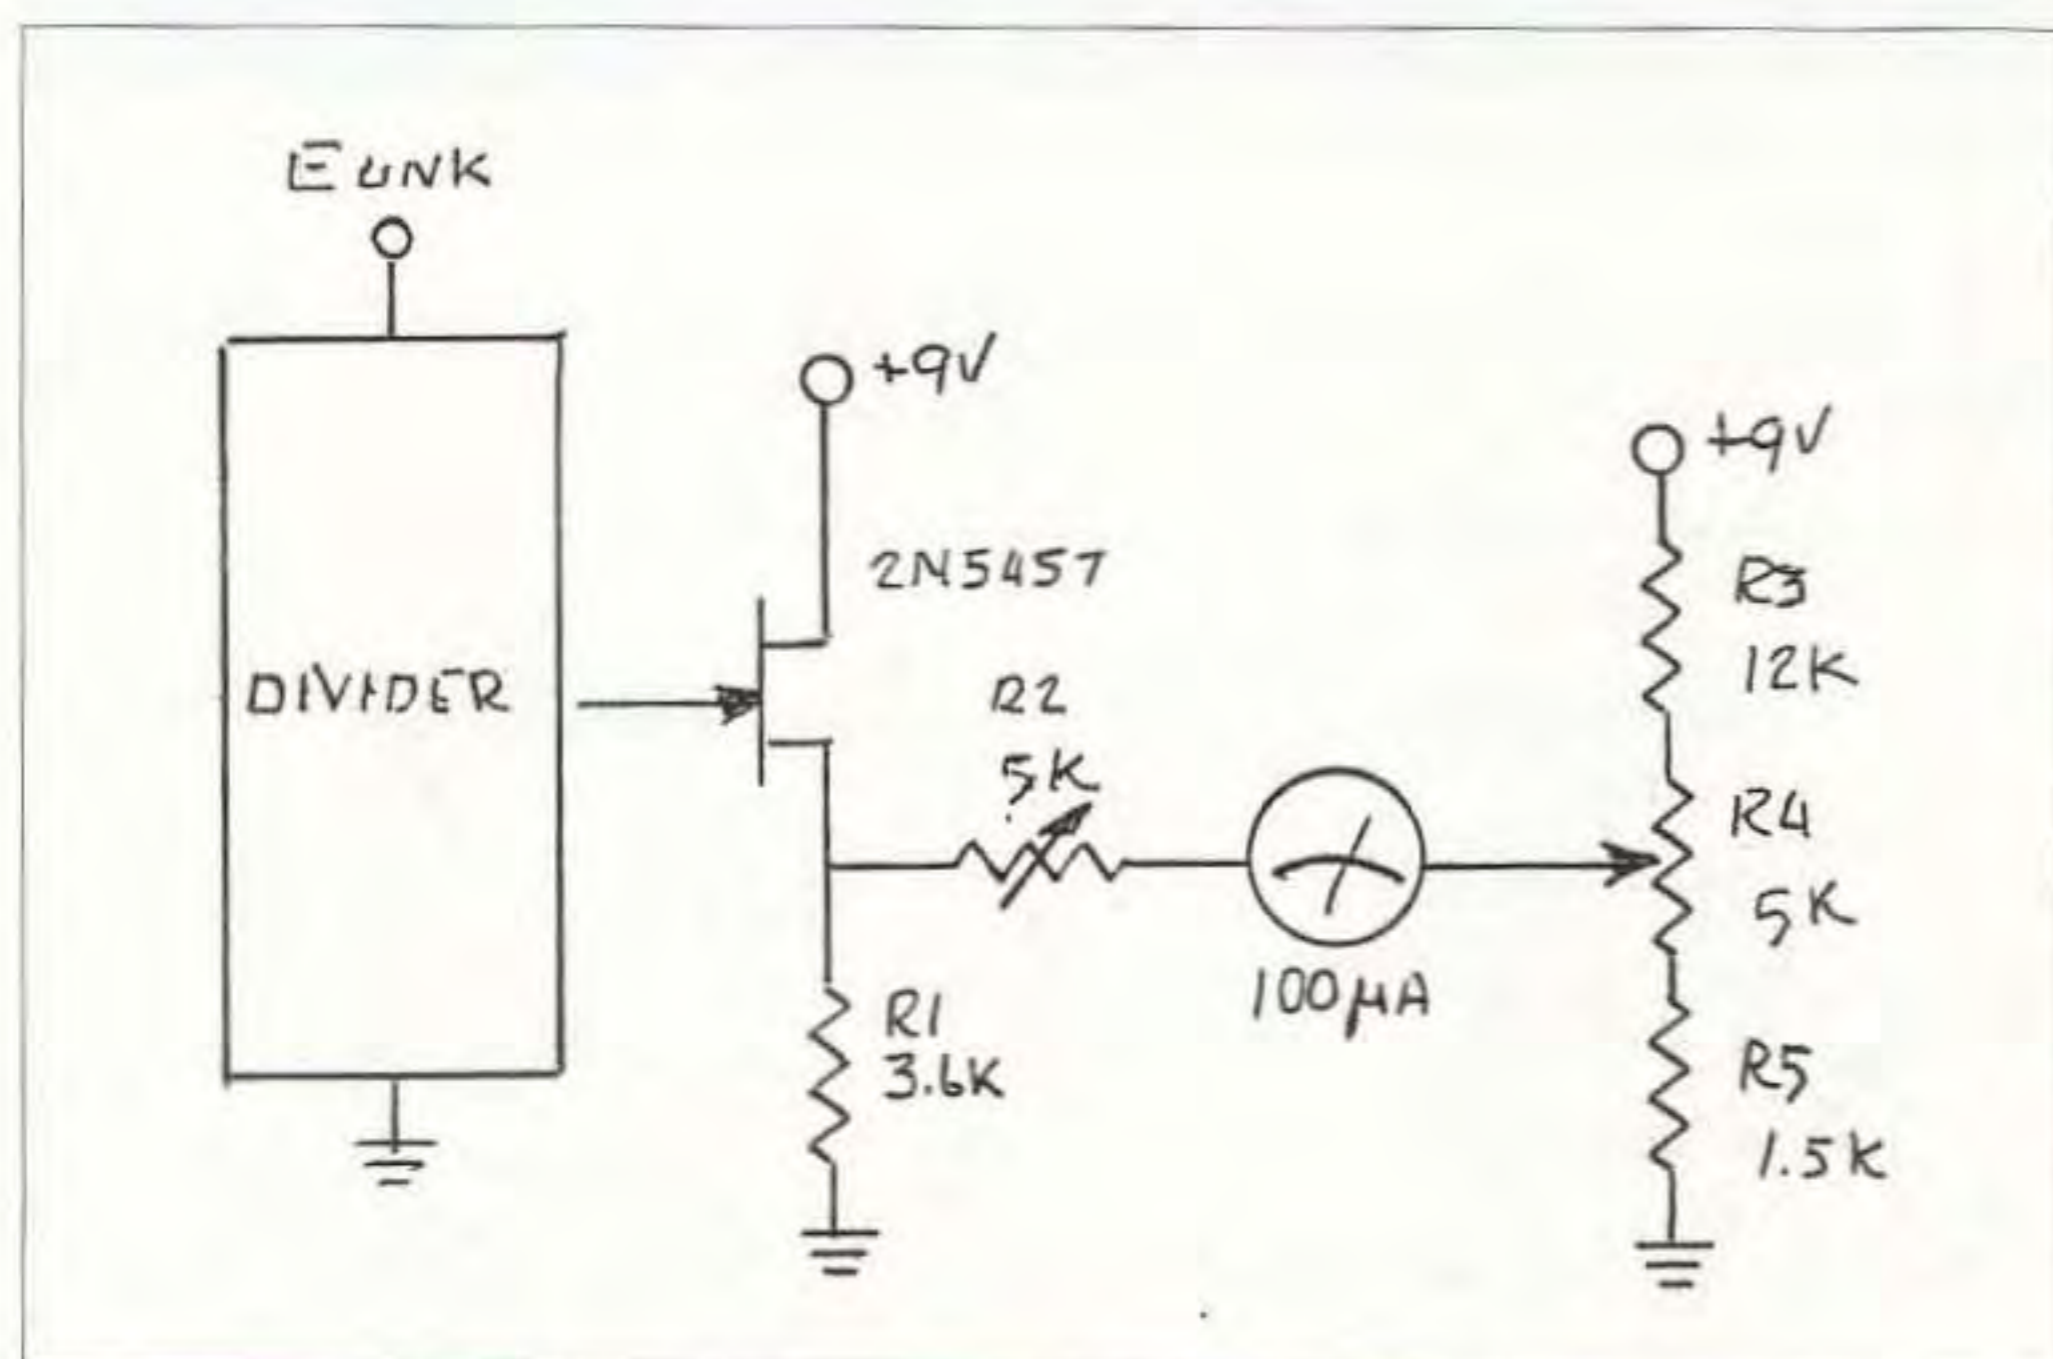 EUNK
DIVIDER
+9V
2N5457
R2
5K
R1
3.6K
100μA
+9V
R3
12K
R4
5K
R5
1.5K